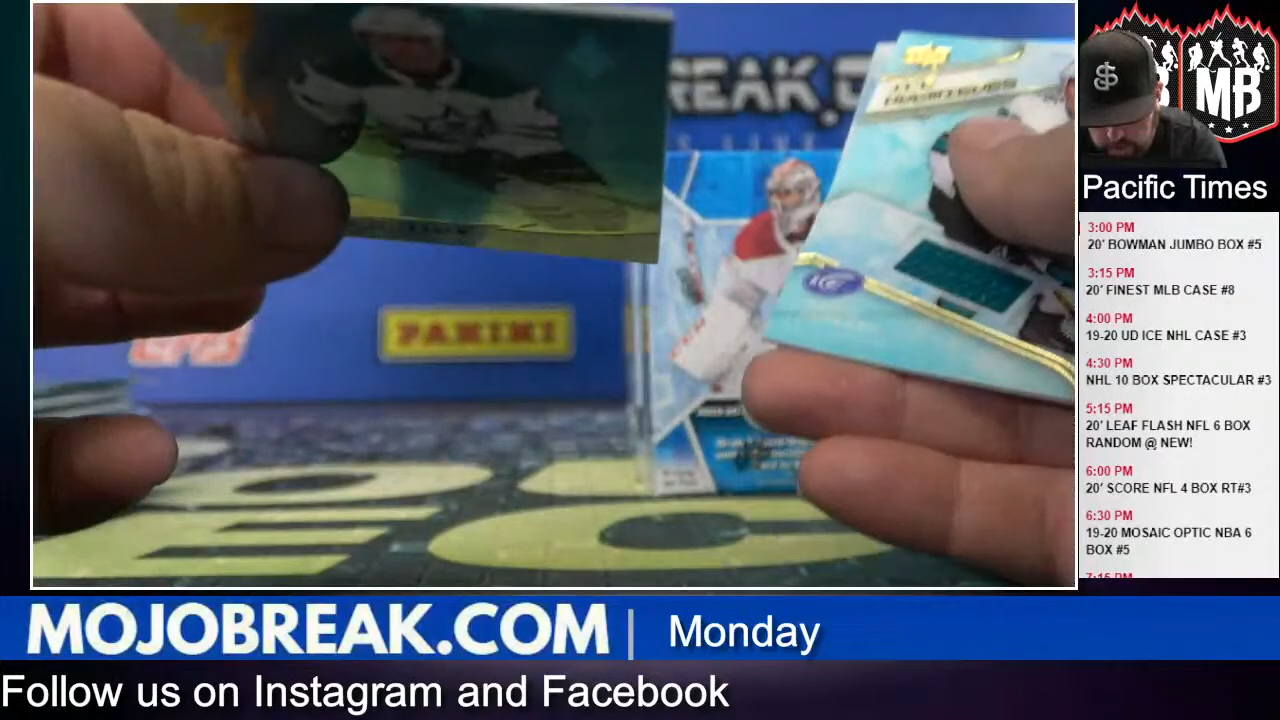 REAK.C
PANINI
ICE
MB
Pacific Times
3:00 PM
20' BOWMAN JUMBO BOX #5
3:15 PM
20' FINEST MLB CASE #8
4:00 PM
19-20 UD ICE NHL CASE #3
4:30 PM
NHL 10 BOX SPECTACULAR #3
5:15 PM
20' LEAF FLASH NFL 6 BOX
RANDOM @ NEW!
6:00 PM
20' SCORE NFL 4 BOX RT#3
6:30 PM
19-20 MOSAIC OPTIC NBA 6
BOX #5
MOJOBREAK.COM | Monday
Follow us on Instagram and Facebook